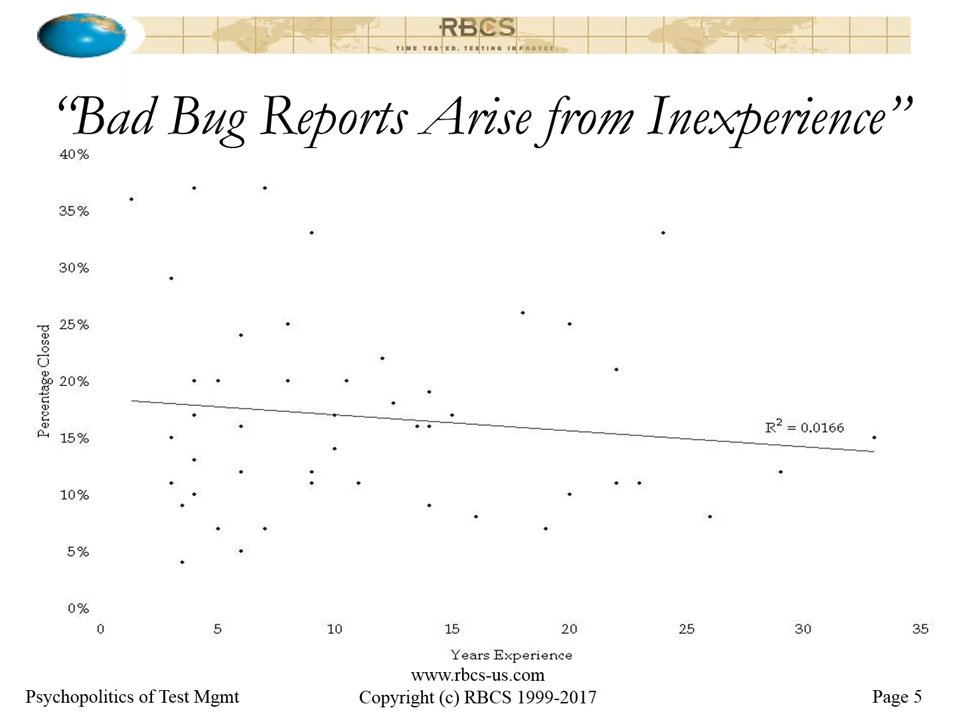 RBCS
TIME TESTED. TESTING IMPROVED.
“Bad Bug Reports Arise from Inexperience”
40%
35%
30%
25%
20%
15%
10%
5%
0%
Percentage Closed
R² = 0.0166
0 5 10 15 20 25 30 35
Years Experience
www.rbcs-us.com
Psychopolitics of Test Mgmt Copyright (c) RBCS 1999-2017 Page 5